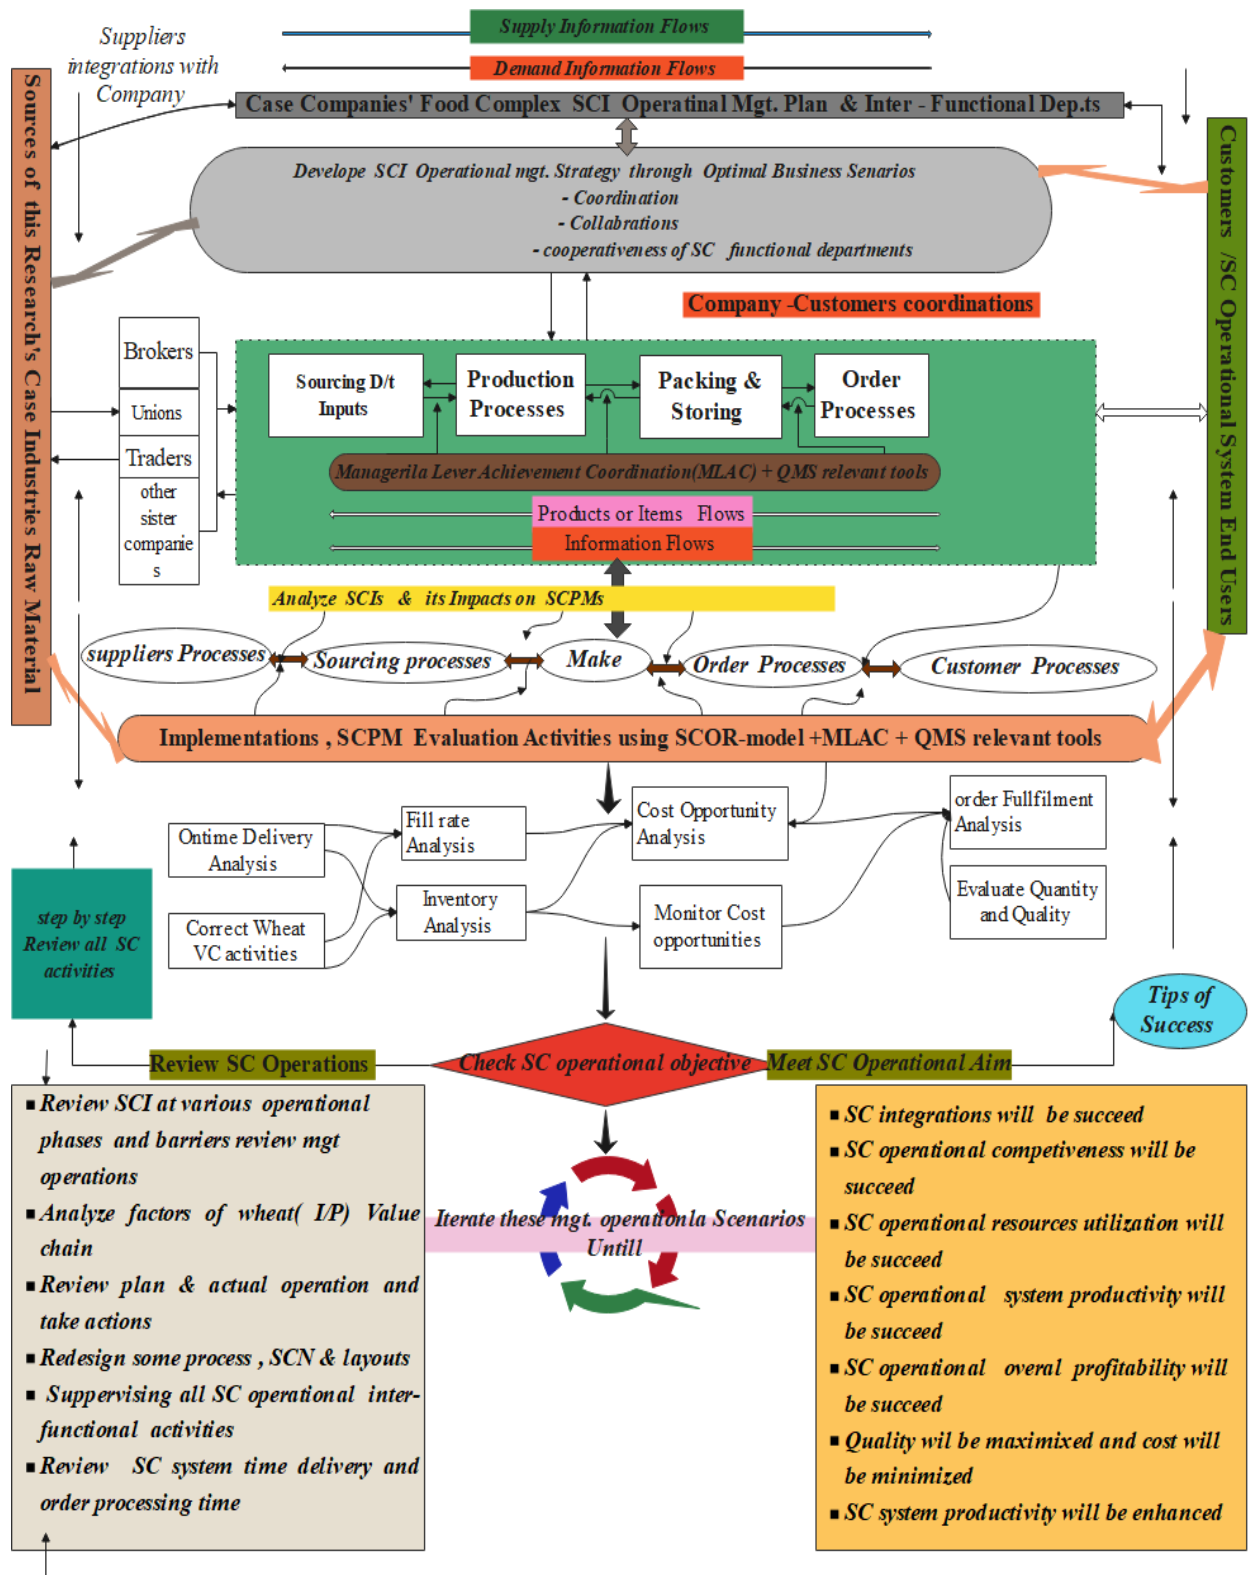 Supply Information Flows
Suppliers
integrations with
Company
Demand Information Flows
Case Companies' Food Complex SCI Operatinal Mgt. Plan & Inter - Functional Dep.ts
Sources of this Research's Case Industries Raw Material
Customers /SC Operational System End Users
Develope SCI Operational mgt. Strategy through Optimal Business Senarios
- Coordination
- Collabrations
- cooperativeness of SC functional departments
Company -Customers coordinations
Brokers
Unions
Traders
other
sister
companie
s
Sourcing D/t
Inputs
Production
Processes
Packing &
Storing
Order
Processes
Managerila Lever Achievement Coordination(MLAC) + QMS relevant tools
Products or Items Flows
Information Flows
Analyze SCIs & its Impacts on SCPMs
suppliers Processes
Sourcing processes
Make
Order Processes
Customer Processes
Implementations , SCPM Evaluation Activities using SCOR-model +MLAC + QMS relevant tools
Ontime Delivery
Analysis
Fill rate
Analysis
Cost Opportunity
Analysis
order Fullfilment
Analysis
Correct Wheat
VC activities
Inventory
Analysis
Monitor Cost
opportunities
Evaluate Quantity
and Quality
step by step
Review all SC
activities
Tips of
Success
Review SC Operations
Check SC operational objective
Meet SC Operational Aim
▪ Review SCI at various operational
phases and barriers review mgt
operations
▪ Analyze factors of wheat( I/P) Value
chain
▪ Review plan & actual operation and
take actions
▪ Redesign some process , SCN & layouts
▪ Suppervising all SC operational inter-
functional activities
▪ Review SC system time delivery and
order processing time
Iterate these mgt. operationla Scenarios
Untill
▪ SC integrations will be succeed
▪ SC operational competiveness will be
succeed
▪ SC operational resources utilization will
be succeed
▪ SC operational system productivity will
be succeed
▪ SC operational overal profitability will
be succeed
▪ Quality wil be maximixed and cost will
be minimized
▪ SC system productivity will be enhanced